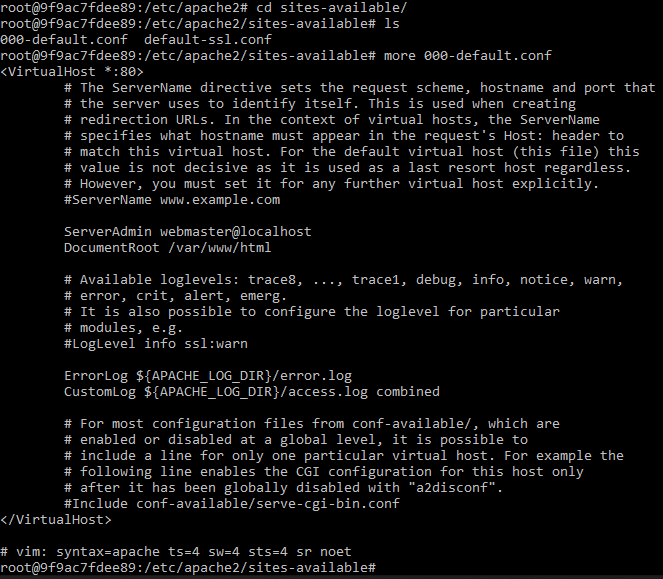 root@9f9ac7fdee89:/etc/apache2# cd sites-available/
root@9f9ac7fdee89:/etc/apache2/sites-available# ls
000-default.conf  default-ssl.conf
root@9f9ac7fdee89:/etc/apache2/sites-available# more 000-default.conf
<VirtualHost *:80>
        # The ServerName directive sets the request scheme, hostname and port that
        # the server uses to identify itself. This is used when creating
        # redirection URLs. In the context of virtual hosts, the ServerName
        # specifies what hostname must appear in the request's Host: header to
        # match this virtual host. For the default virtual host (this file) this
        # value is not decisive as it is used as a last resort host regardless.
        # However, you must set it for any further virtual host explicitly.
        #ServerName www.example.com

        ServerAdmin webmaster@localhost
        DocumentRoot /var/www/html

        # Available loglevels: trace8, ..., trace1, debug, info, notice, warn,
        # error, crit, alert, emerg.
        # It is also possible to configure the loglevel for particular
        # modules, e.g.
        #LogLevel info ssl:warn

        ErrorLog ${APACHE_LOG_DIR}/error.log
        CustomLog ${APACHE_LOG_DIR}/access.log combined

        # For most configuration files from conf-available/, which are
        # enabled or disabled at a global level, it is possible to
        # include a line for only one particular virtual host. For example the
        # following line enables the CGI configuration for this host only
        # after it has been globally disabled with "a2disconf".
        #Include conf-available/serve-cgi-bin.conf
</VirtualHost>

# vim: syntax=apache ts=4 sw=4 sts=4 sr noet
root@9f9ac7fdee89:/etc/apache2/sites-available#